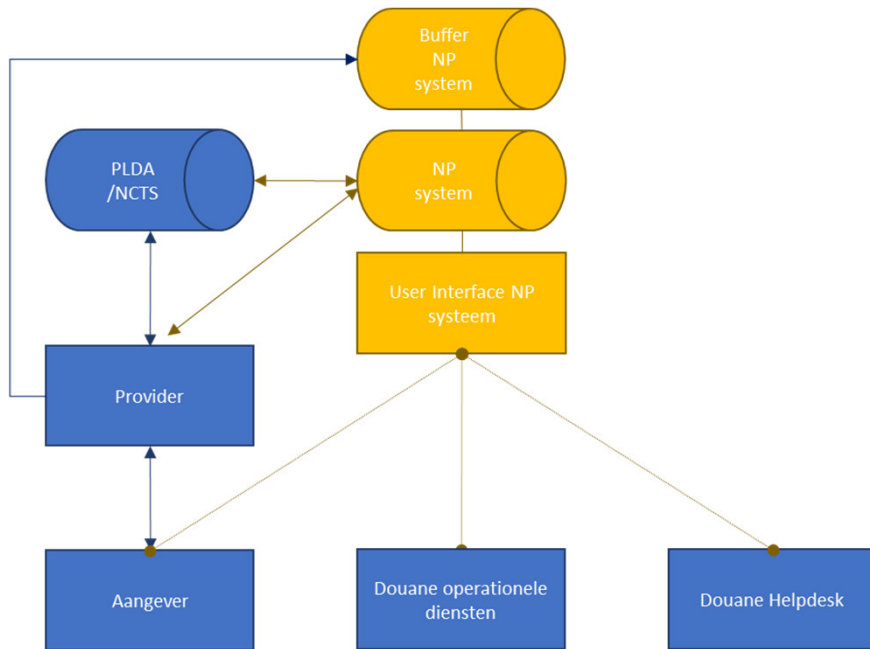 Buffer
NP
system
PLDA
/NCTS
NP
system
User Interface NP
systeem
Provider
Aangever
Douane operationele
diensten
Douane Helpdesk